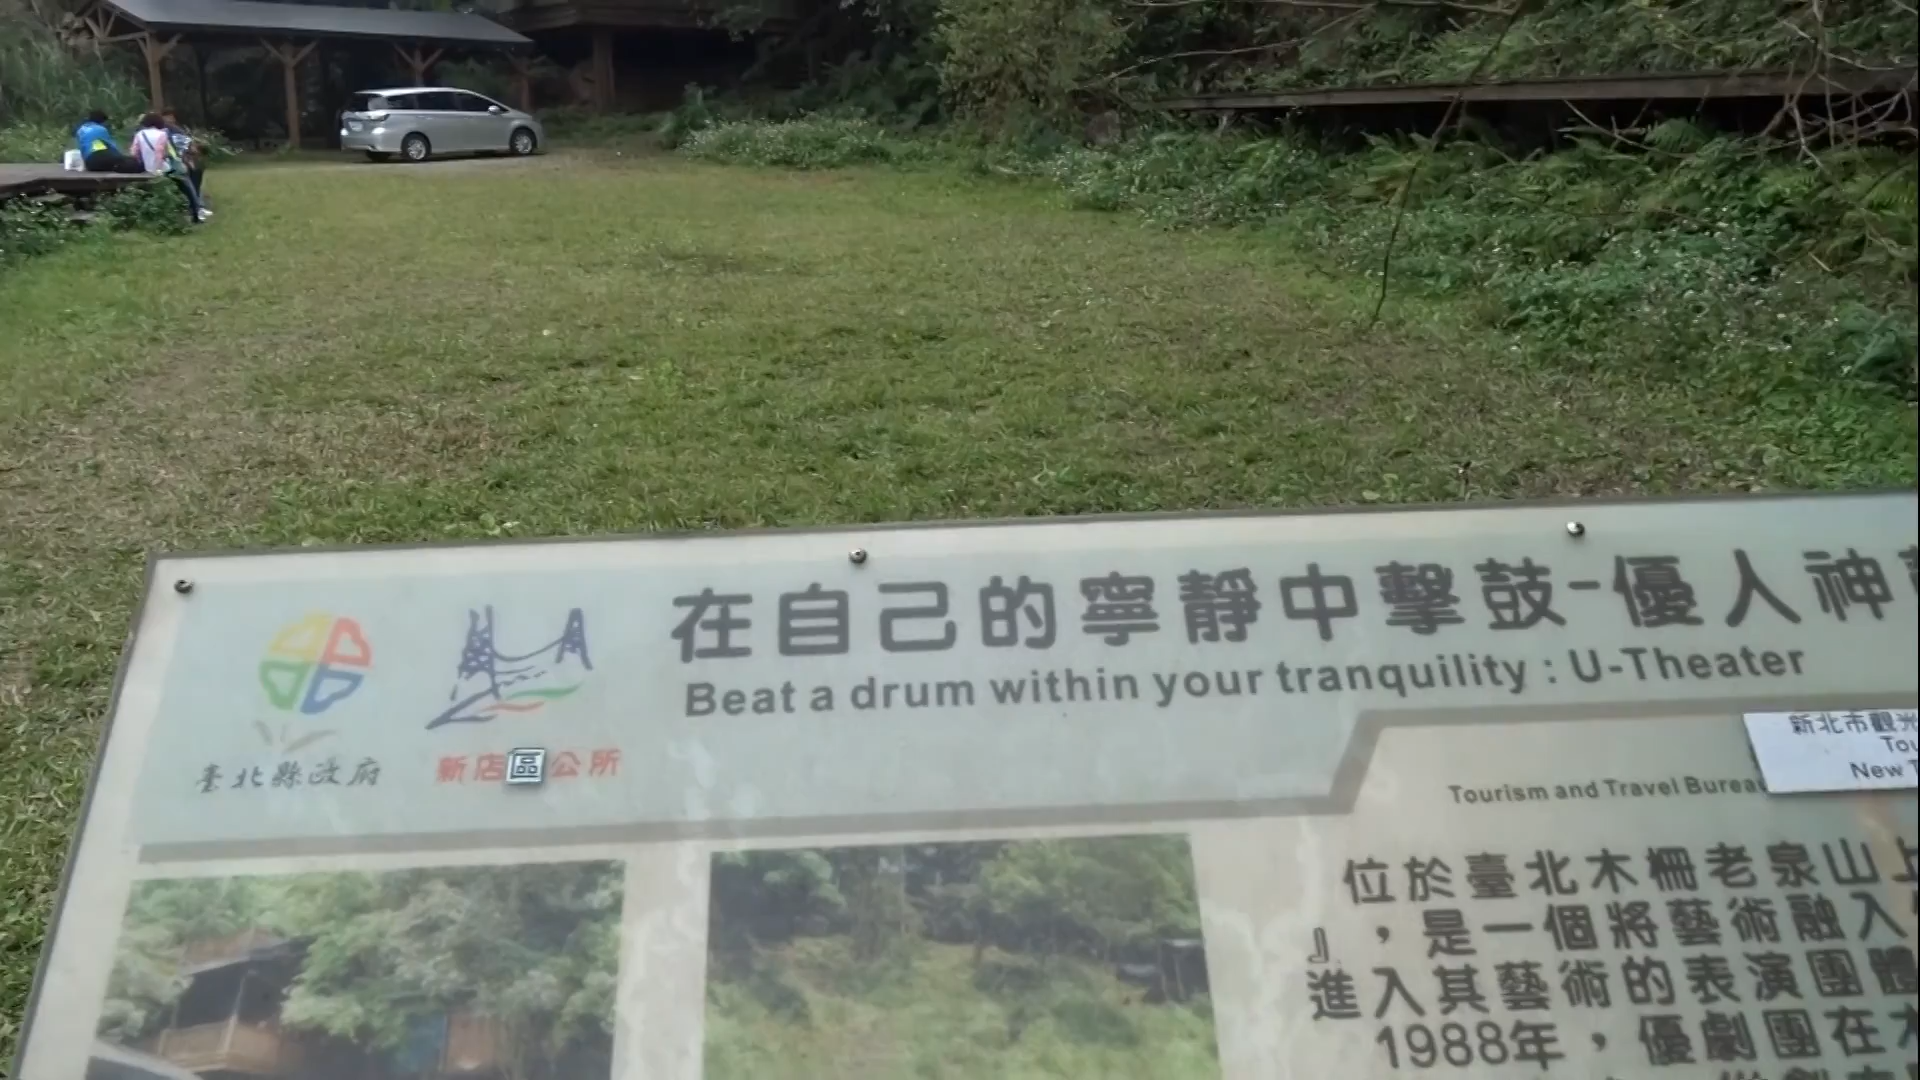 在自己的寧靜中擊鼓-優人神
Beat a drum within your tranquility : U-Theater
臺北縣政府
新店區公所
新北市觀光
Tou
New T
Tourism and Travel Bureau
位於臺北木柵老泉山上
』，是一個將藝術融入
進入其藝術的表演團體
1988年，優劇團在木